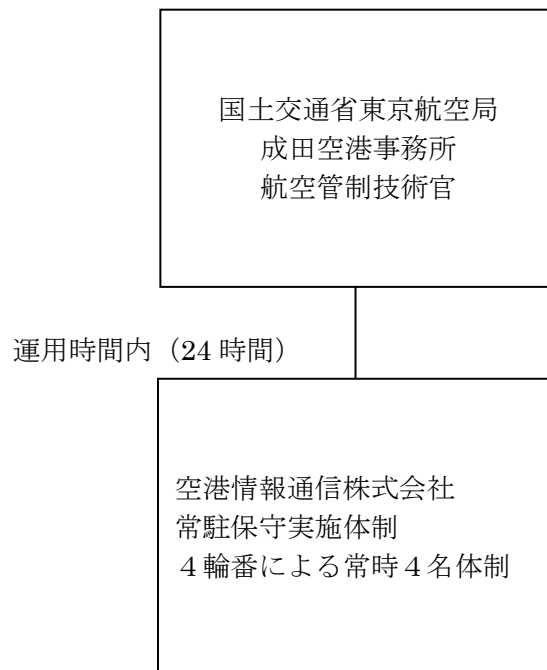 国土交通省東京航空局
成田空港事務所
航空管制技術官
運用時間内（24 時間）
空港情報通信株式会社
常駐保守実施体制
４輪番による常時４名体制